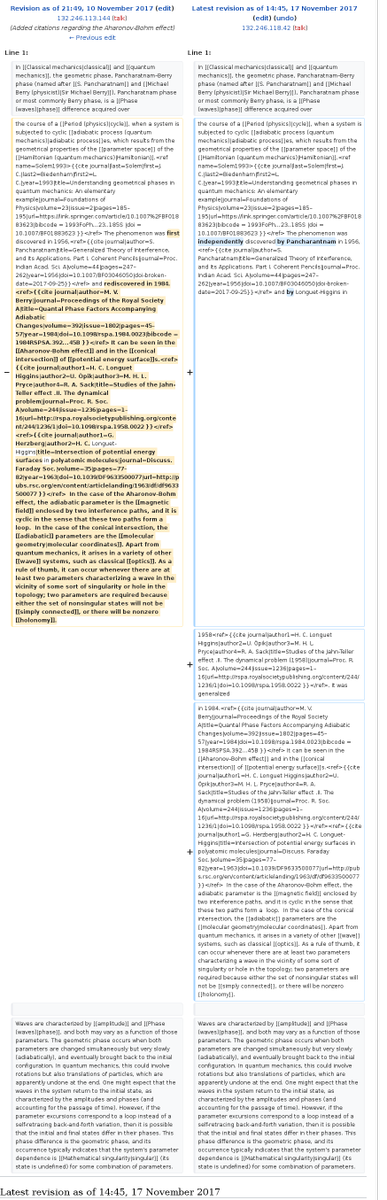 Revision as of 21:49, 10 November 2017 (edit)
132.246.113.144 (talk)
(Added citations regarding the Aharonov-Bohm effect)
← Previous edit
Latest revision as of 14:45, 17 November 2017
(edit) (undo)
132.246.118.42 (talk)
Line 1:
Line 1:
In [[Classical mechanics|classical]] and [[quantum
mechanics]], the geometric phase, Pancharatnam-Berry
phase (named after [[S. Pancharatnam]] and [[Michael
Berry (physicist)|Sir Michael Berry]]), Pancharatnam phase
or most commonly Berry phase, is a [[Phase
(waves)|phase]] difference acquired over
In [[Classical mechanics|classical]] and [[quantum
mechanics]], the geometric phase, Pancharatnam-Berry
phase (named after [[S. Pancharatnam]] and [[Michael
Berry (physicist)|Sir Michael Berry]]), Pancharatnam phase
or most commonly Berry phase, is a [[Phase
(waves)|phase]] difference acquired over
−
the course of a [[Period (physics)|cycle]], when a system is
subjected to cyclic [[adiabatic process (quantum
mechanics)|adiabatic process]]es, which results from the
geometrical properties of the [[parameter space]] of the
[[Hamiltonian (quantum mechanics)|Hamiltonian]].<ref
name=Solem1993>{{cite journal|last=Solem|first=J.
C.|last2=Biedenharn|first2=L.
C.|year=1993|title=Understanding geometrical phases in
quantum mechanics: An elementary
example|journal=Foundations of
Physics|volume=23|issue=2|pages=185-
195|url=https://link.springer.com/article/10.1007%2FBF018
83623|bibcode = 1993FoPh...23..185S |doi =
10.1007/BF01883623 }}</ref> The phenomenon was first
discovered in 1956,<ref>{{cite journal|author=S.
Pancharatnam|title=Generalized Theory of Interference,
and Its Applications. Part I. Coherent Pencils|journal=Proc.
Indian Acad. Sci. A|volume=44|pages=247-
262|year=1956|doi=10.1007/BF03046050|doi-broken-
date=2017-09-25}}</ref> and rediscovered in 1984.
<ref>{{cite journal|author=M. V.
Berry|journal=Proceedings of the Royal Society
A|title=Quantal Phase Factors Accompanying
Adiabatic
Changes|volume=392|issue=1802|pages=45-
57|year=1984|doi=10.1098/rspa.1984.0023|bibcode =
1984RSPSA.392...45B }}</ref> It can be seen in the
[[Aharonov-Bohm effect]] and in the [[conical
intersection]] of [[potential energy surface]]s.<ref>
{{cite journal|author1=H. C. Longuet
Higgins|author2=U. Öpik|author3=M. H. L.
Pryce|author4=R. A. Sack|title=Studies of the Jahn-
Teller effect .II. The dynamical
problem|journal=Proc. R. Soc.
A|volume=244|issue=1236|pages=1-
16|url=http://rspa.royalsocietypublishing.org/conte
nt/244/1236/1|doi=10.1098/rspa.1958.0022 }}</ref>
<ref>{{cite journal|author1=G.
Herzberg|author2=H. C. Longuet-
Higgins|title=Intersection of potential energy
surfaces in polyatomic molecules|journal=Discuss.
Faraday Soc.|volume=35|pages=77-
82|year=1963|doi=10.1039/DF9633500077|url=http://p
ubs.rsc.org/en/content/articlelanding/1963/df/df9633
500077 }}</ref>  In the case of the Aharonov-Bohm
effect, the adiabatic parameter is the [[magnetic
field]] enclosed by two interference paths, and it is
cyclic in the sense that these two paths form a
loop.  In the case of the conical intersection, the
[[adiabatic]] parameters are the [[molecular
geometry|molecular coordinates]]. Apart from
quantum mechanics, it arises in a variety of other
[[wave]] systems, such as classical [[optics]]. As a
rule of thumb, it can occur whenever there are at
least two parameters characterizing a wave in the
vicinity of some sort of singularity or hole in the
topology; two parameters are required because
either the set of nonsingular states will not be
[[simply connected]], or there will be nonzero
[[holonomy]].
+
the course of a [[Period (physics)|cycle]], when a system is
subjected to cyclic [[adiabatic process (quantum
mechanics)|adiabatic process]]es, which results from the
geometrical properties of the [[parameter space]] of the
[[Hamiltonian (quantum mechanics)|Hamiltonian]].<ref
name=Solem1993>{{cite journal|last=Solem|first=J.
C.|last2=Biedenharn|first2=L.
C.|year=1993|title=Understanding geometrical phases in
quantum mechanics: An elementary
example|journal=Foundations of
Physics|volume=23|issue=2|pages=185-
195|url=https://link.springer.com/article/10.1007%2FBF018
83623|bibcode = 1993FoPh...23..185S |doi =
10.1007/BF01883623 }}</ref> The phenomenon was
independently discovered by Pancharatnam in 1956,
<ref>{{cite journal|author=S.
Pancharatnam|title=Generalized Theory of Interference,
and Its Applications. Part I. Coherent Pencils|journal=Proc.
Indian Acad. Sci. A|volume=44|pages=247-
262|year=1956|doi=10.1007/BF03046050|doi-broken-
date=2017-09-25}}</ref> and by Longuet-Higgins in
+
1958<ref>{{cite journal|author1=H. C. Longuet
Higgins|author2=U. Öpik|author3=M. H. L.
Pryce|author4=R. A. Sack|title=Studies of the Jahn-Teller
effect .II. The dynamical problem (1958)|journal=Proc. R.
Soc. A|volume=244|issue=1236|pages=1-
16|url=http://rspa.royalsocietypublishing.org/content/244/
1236/1|doi=10.1098/rspa.1958.0022 }}</ref>. It was
generalized
+
in 1984.<ref>{{cite journal|author=M. V.
Berry|journal=Proceedings of the Royal Society
A|title=Quantal Phase Factors Accompanying Adiabatic
Changes|volume=392|issue=1802|pages=45-
57|year=1984|doi=10.1098/rspa.1984.0023|bibcode =
1984RSPSA.392...45B }}</ref> It can be seen in the
[[Aharonov-Bohm effect]] and in the [[conical
intersection]] of [[potential energy surface]]s.<ref>{{cite
journal|author1=H. C. Longuet Higgins|author2=U.
Öpik|author3=M. H. L. Pryce|author4=R. A.
Sack|title=Studies of the Jahn-Teller effect .II. The
dynamical problem (1958)|journal=Proc. R. Soc.
A|volume=244|issue=1236|pages=1-
16|url=http://rspa.royalsocietypublishing.org/content/244/
1236/1|doi=10.1098/rspa.1958.0022 }}</ref><ref>{{cite
journal|author1=G. Herzberg|author2=H. C. Longuet-
Higgins|title=Intersection of potential energy surfaces in
polyatomic molecules|journal=Discuss. Faraday
Soc.|volume=35|pages=77-
82|year=1963|doi=10.1039/DF9633500077|url=http://pub
s.rsc.org/en/content/articlelanding/1963/df/df9633500077
}}</ref>  In the case of the Aharonov-Bohm effect, the
adiabatic parameter is the [[magnetic field]] enclosed by
two interference paths, and it is cyclic in the sense that
these two paths form a loop.  In the case of the conical
intersection, the [[adiabatic]] parameters are the
[[molecular geometry|molecular coordinates]]. Apart from
quantum mechanics, it arises in a variety of other [[wave]]
systems, such as classical [[optics]]. As a rule of thumb, it
can occur whenever there are at least two parameters
characterizing a wave in the vicinity of some sort of
singularity or hole in the topology; two parameters are
required because either the set of nonsingular states will
not be [[simply connected]], or there will be nonzero
[[holonomy]].
Waves are characterized by [[amplitude]] and [[Phase
(waves)|phase]], and both may vary as a function of those
parameters. The geometric phase occurs when both
parameters are changed simultaneously but very slowly
(adiabatically), and eventually brought back to the initial
configuration. In quantum mechanics, this could involve
rotations but also translations of particles, which are
apparently undone at the end. One might expect that the
waves in the system return to the initial state, as
characterized by the amplitudes and phases (and
accounting for the passage of time). However, if the
parameter excursions correspond to a loop instead of a
self-retracing back-and-forth variation, then it is possible
that the initial and final states differ in their phases. This
phase difference is the geometric phase, and its
occurrence typically indicates that the system's parameter
dependence is [[Mathematical singularity|singular]] (its
state is undefined) for some combination of parameters.
Waves are characterized by [[amplitude]] and [[Phase
(waves)|phase]], and both may vary as a function of those
parameters. The geometric phase occurs when both
parameters are changed simultaneously but very slowly
(adiabatically), and eventually brought back to the initial
configuration. In quantum mechanics, this could involve
rotations but also translations of particles, which are
apparently undone at the end. One might expect that the
waves in the system return to the initial state, as
characterized by the amplitudes and phases (and
accounting for the passage of time). However, if the
parameter excursions correspond to a loop instead of a
self-retracing back-and-forth variation, then it is possible
that the initial and final states differ in their phases. This
phase difference is the geometric phase, and its
occurrence typically indicates that the system's parameter
dependence is [[Mathematical singularity|singular]] (its
state is undefined) for some combination of parameters.
Latest revision as of 14:45, 17 November 2017